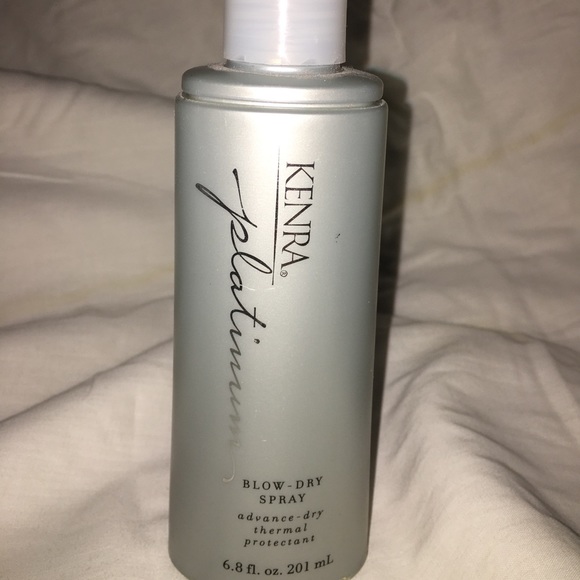 KENRA®
platinum
BLOW-DRY
SPRAY
advance-dry
thermal
protectant
6.8 fl. oz. 201 mL